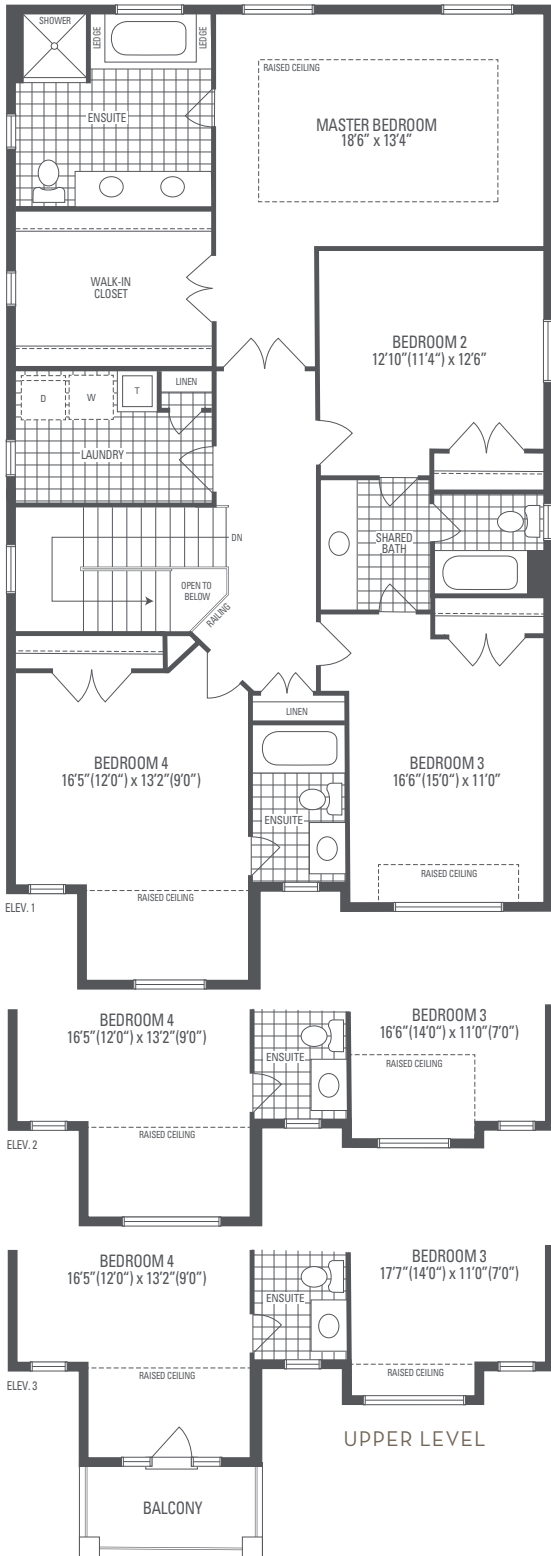 SHOWER
LEDGE
LEDGE
RAISED CEILING
ENSUITE
MASTER BEDROOM
18'6" x 13'4"
WALK-IN
CLOSET
BEDROOM 2
12'10"(11'4") x 12'6"
LINEN
D
W
T
LAUNDRY
DN
SHARED
BATH
OPEN TO
BELOW
RAILING
LINEN
BEDROOM 4
16'5"(12'0") x 13'2"(9'0")
BEDROOM 3
16'6"(15'0") x 11'0"
ENSUITE
RAISED CEILING
RAISED CEILING
ELEV. 1
BEDROOM 4
16'5"(12'0") x 13'2"(9'0")
BEDROOM 3
16'6"(14'0") x 11'0"(7'0")
ENSUITE
RAISED CEILING
RAISED CEILING
ELEV. 2
BEDROOM 4
16'5"(12'0") x 13'2"(9'0")
BEDROOM 3
17'7"(14'0") x 11'0"(7'0")
ENSUITE
RAISED CEILING
RAISED CEILING
ELEV. 3
UPPER LEVEL
BALCONY